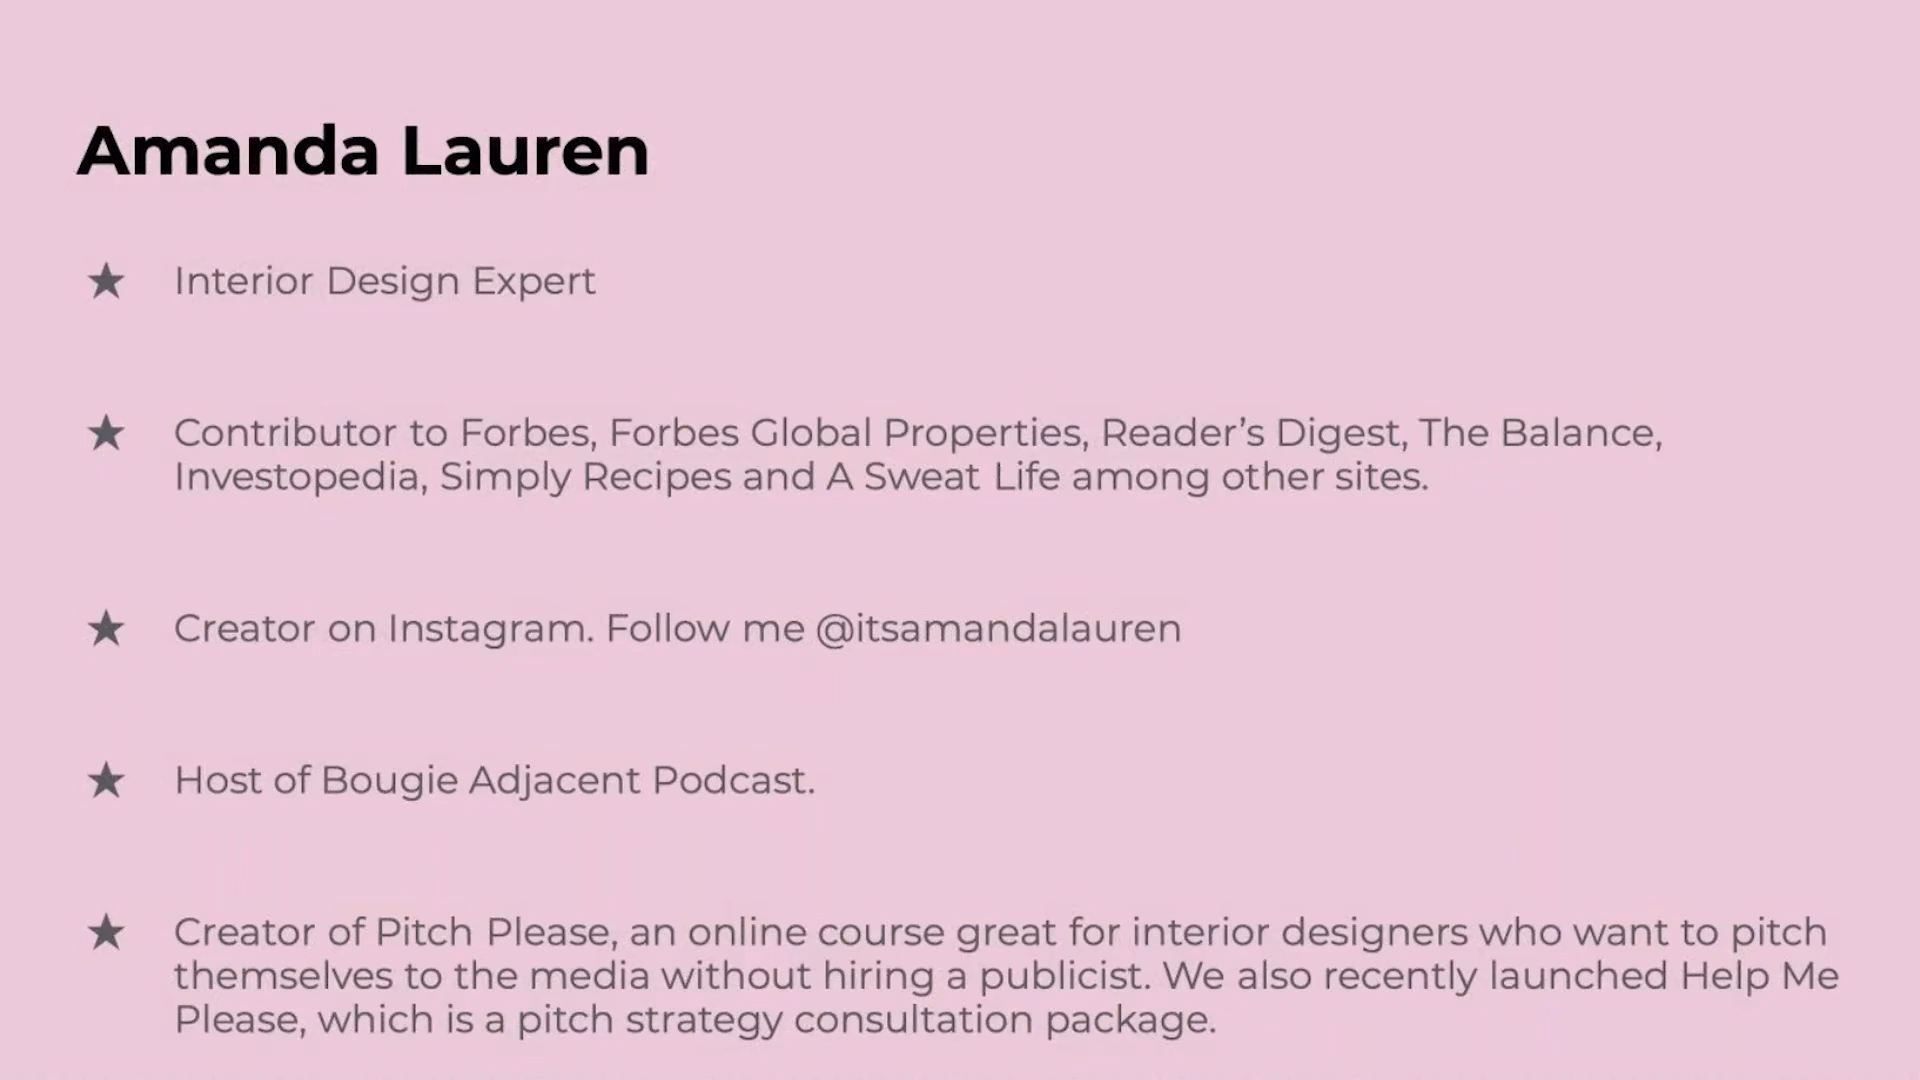 Amanda Lauren
★ Interior Design Expert
★ Contributor to Forbes, Forbes Global Properties, Reader’s Digest, The Balance,
Investopedia, Simply Recipes and A Sweat Life among other sites.
★ Creator on Instagram. Follow me @itsamandalauren
★ Host of Bougie Adjacent Podcast.
★ Creator of Pitch Please, an online course great for interior designers who want to pitch
themselves to the media without hiring a publicist. We also recently launched Help Me
Please, which is a pitch strategy consultation package.